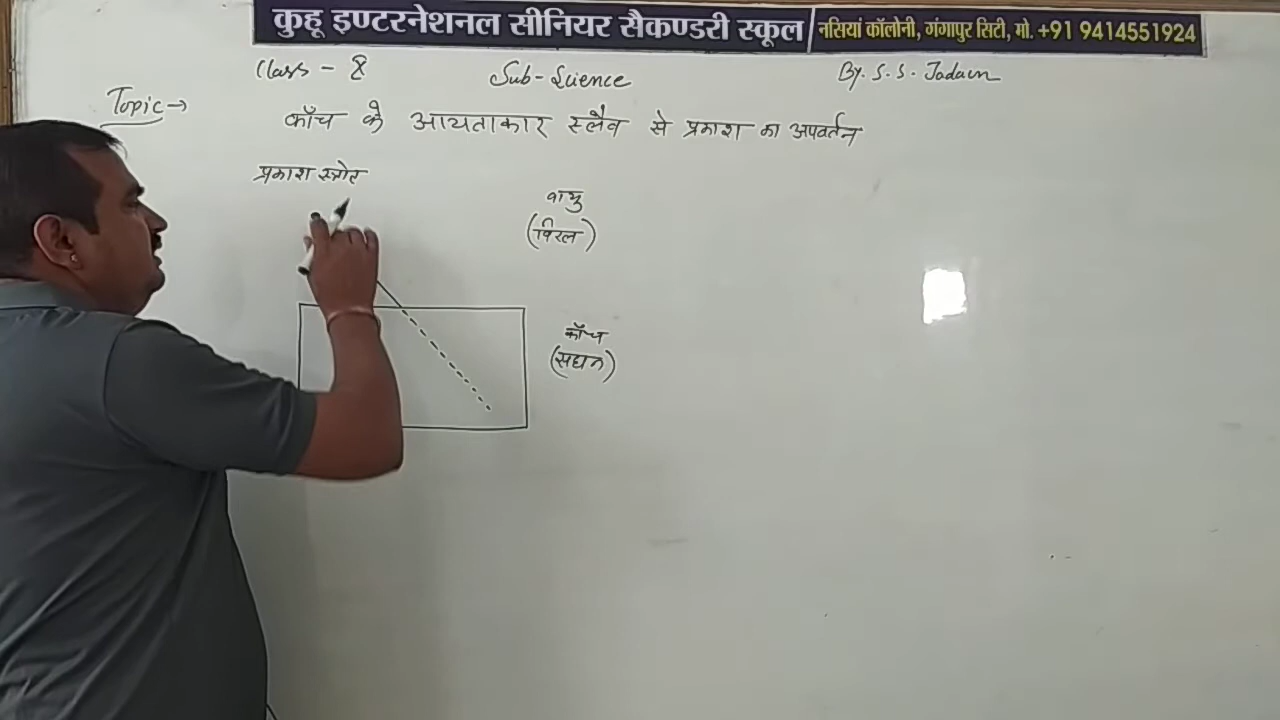 कुहू इण्टरनेशनल सीनियर सैकण्डरी स्कूल
नसियां कॉलोनी, गंगापुर सिटी, मो. +91 9414551924
Class - 8 Sub-Science By. S. S. Jadaun
Topic→ काँच के आयताकार स्लैव से प्रकाश का अपवर्तन
प्रकाश स्त्रोत
वायु
(विरल)
काँच
(सघन)